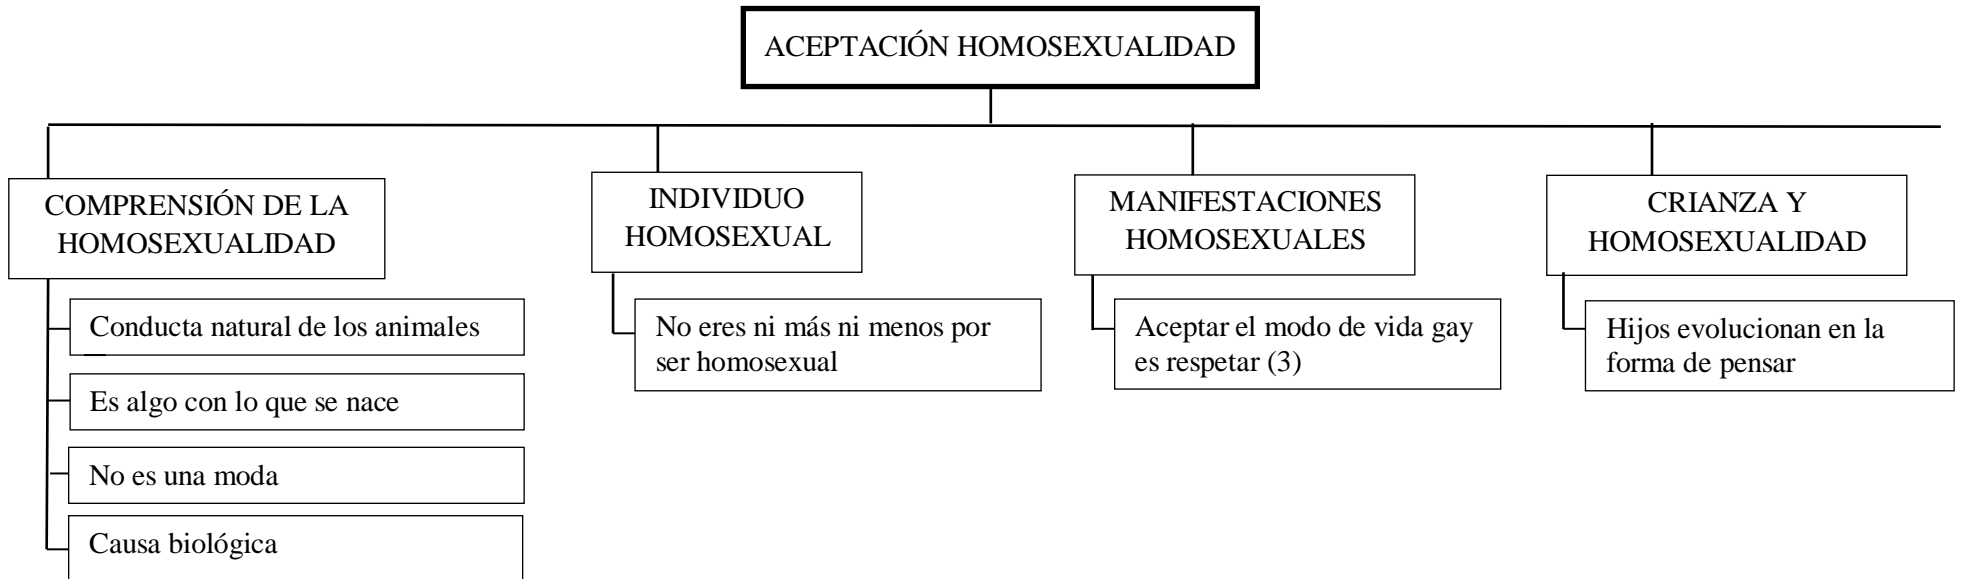 ACEPTACIÓN HOMOSEXUALIDAD
COMPRENSIÓN DE LA
HOMOSEXUALIDAD
Conducta natural de los animales
Es algo con lo que se nace
No es una moda
Causa biológica
INDIVIDUO
HOMOSEXUAL
No eres ni más ni menos por
ser homosexual
MANIFESTACIONES
HOMOSEXUALES
Aceptar el modo de vida gay
es respetar (3)
CRIANZA Y
HOMOSEXUALIDAD
Hijos evolucionan en la
forma de pensar